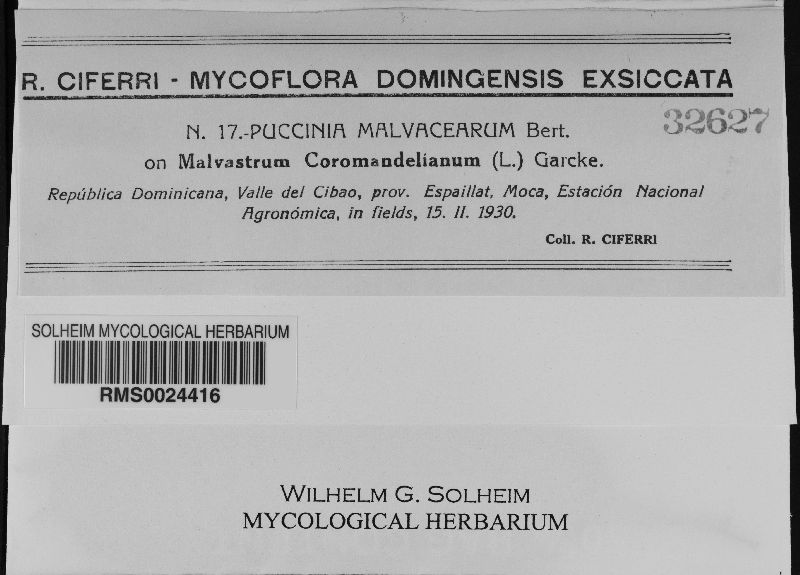 R. CIFERRI - MYCOFLORA DOMINGENSIS EXSICCATA
32627
N. 17.-PUCCINIA MALVACEARUM Bert.
on Malvastrum Coromandelianum (L.) Garcke.
República Dominicana, Valle del Cibao, prov. Espaillat, Moca, Estación Nacional
Agronómica, in fields, 15. II. 1930.
Coll. R. CIFERRI
SOLHEIM MYCOLOGICAL HERBARIUM
RMS0024416
WILHELM G. SOLHEIM
MYCOLOGICAL HERBARIUM